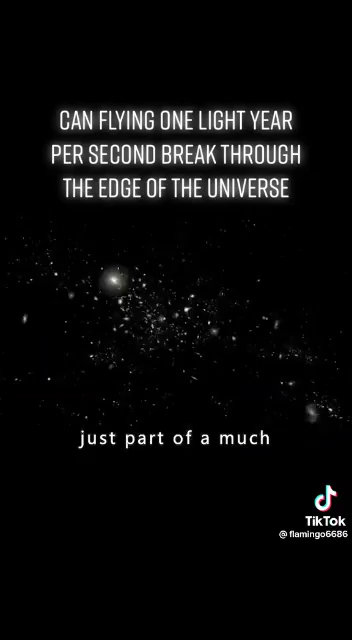 CAN FLYING ONE LIGHT YEAR
PER SECOND BREAK THROUGH
THE EDGE OF THE UNIVERSE
just part of a much
TikTok
@flamingo6686